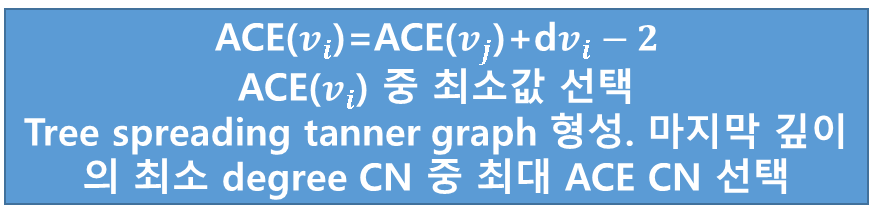 ACE(𝒗ᵢ)=ACE(𝒗ⱼ)+d𝒗ᵢ − 𝟐
ACE(𝒗ᵢ) 중 최소값 선택
Tree spreading tanner graph 형성. 마지막 깊이
의 최소 degree CN 중 최대 ACE CN 선택